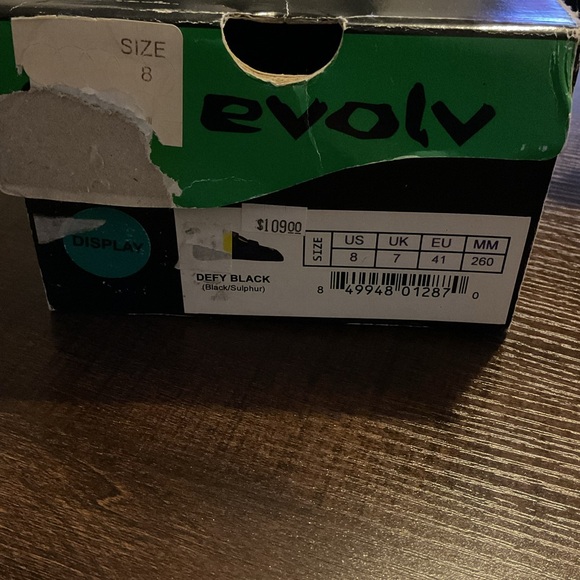 SIZE
8
evolv
DISPLAY
$109.00
SIZE
US UK EU MM
8 7 41 260
DEFY BLACK
(Black/Sulphur)
8 49948 01287 0